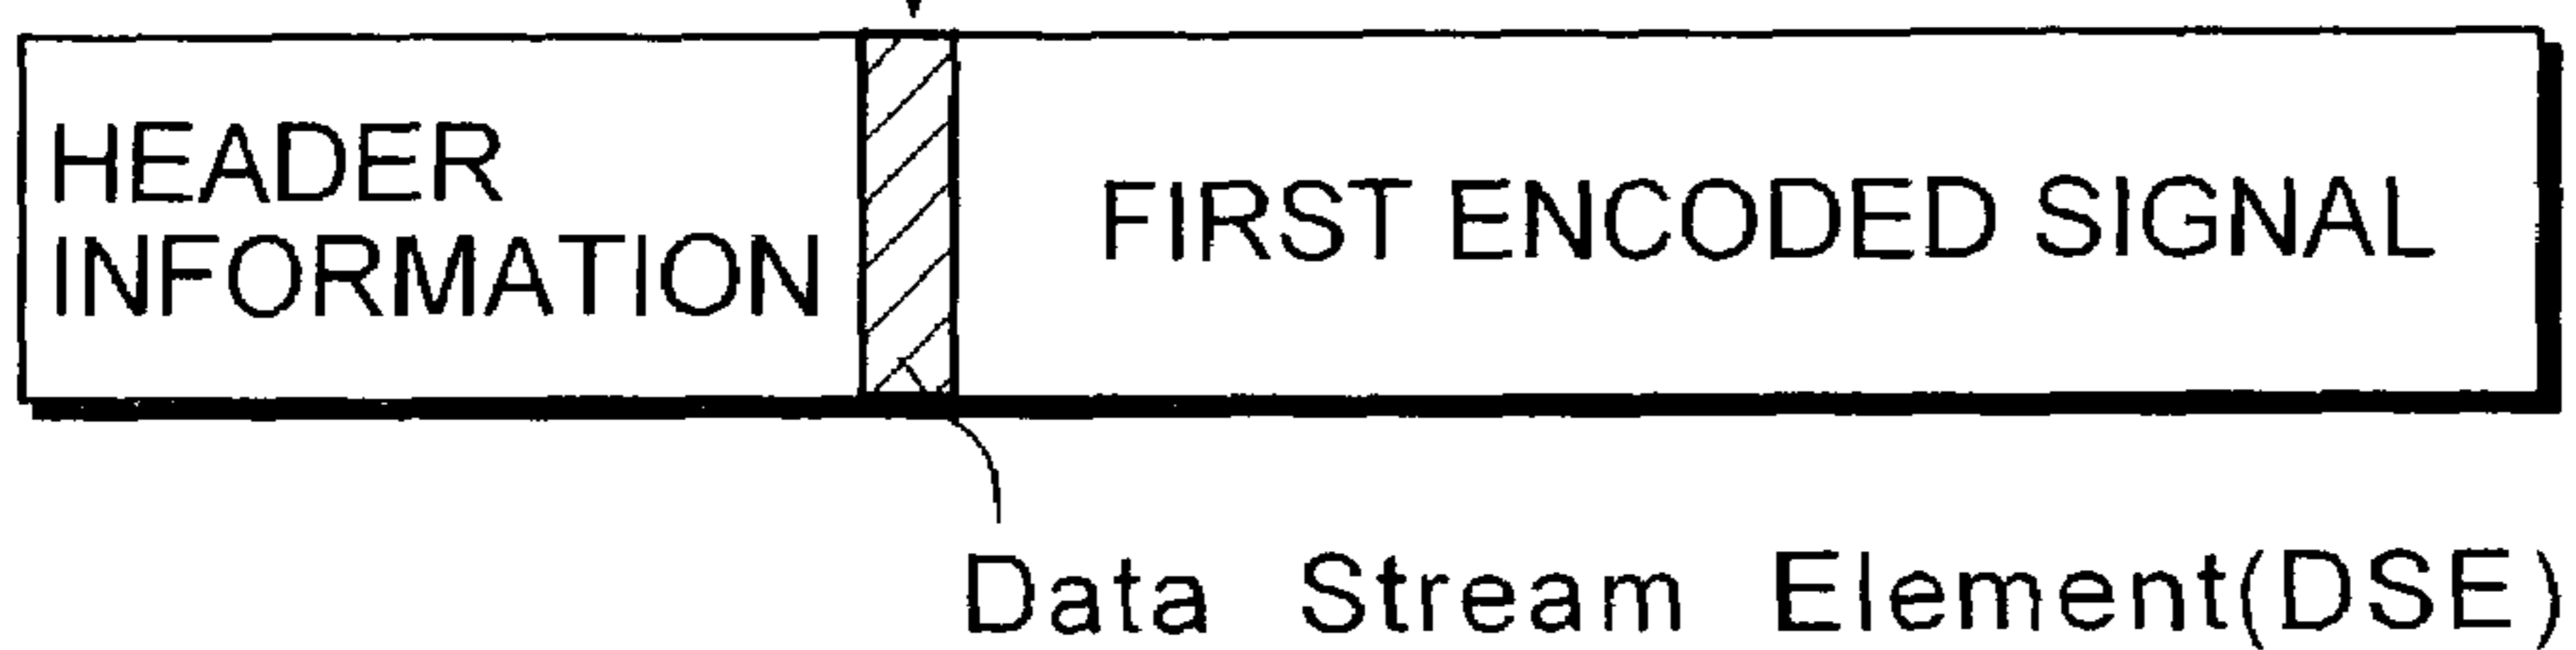 HEADER
INFORMATION
FIRST ENCODED SIGNAL
Data Stream Element(DSE)